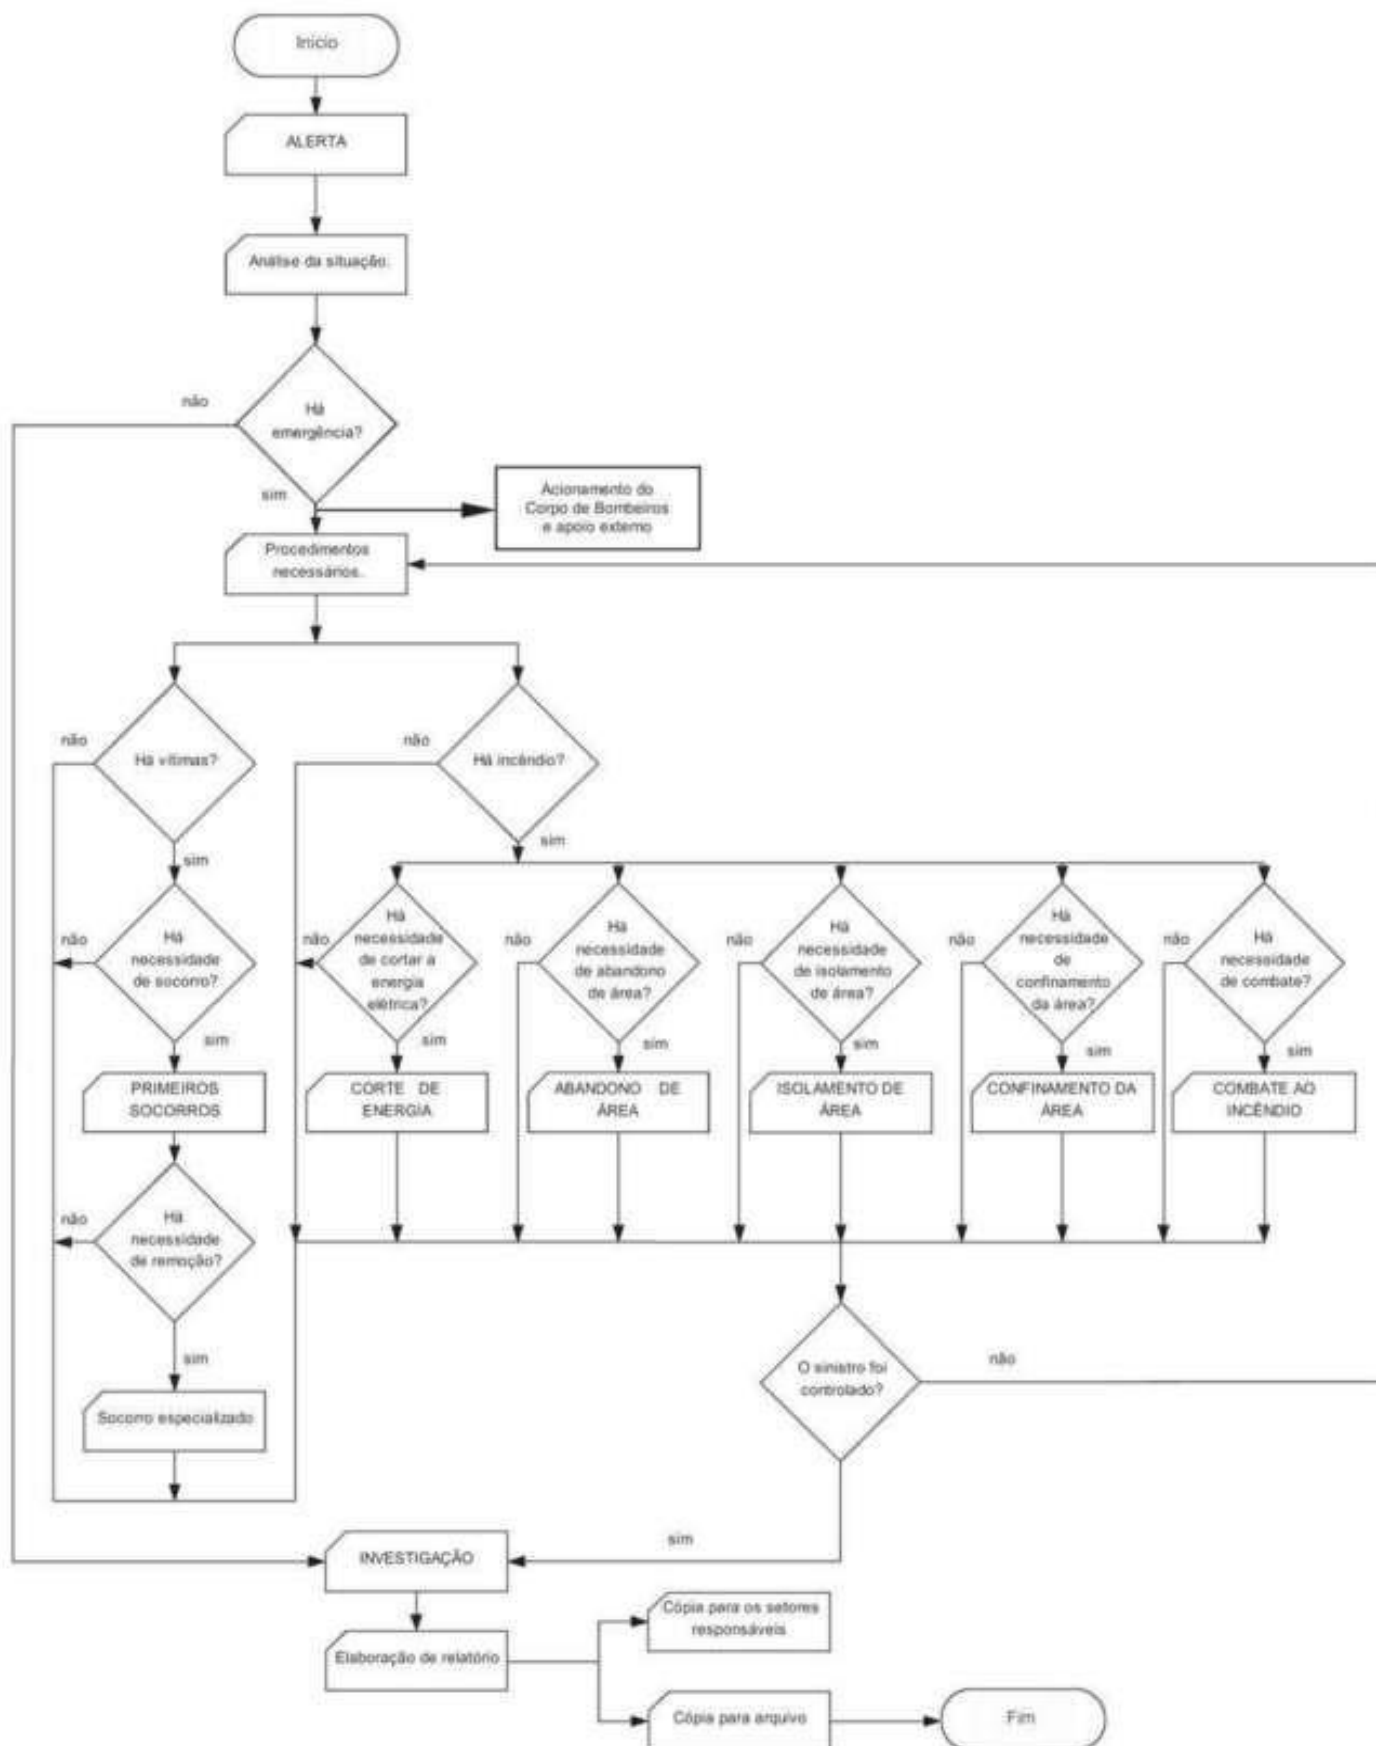 Início
ALERTA
Análise da situação.
não
Há
emergência?
sim
Acionamento do
Corpo de Bombeiros
e apoio externo
Procedimentos
necessários.
não
Há vítimas?
não
Há incêndio?
sim
sim
não
Há
necessidade
de socorro?
não
Há
necessidade
de cortar a
energia
elétrica?
não
Há
necessidade
de abandono
de área?
não
Há
necessidade
de isolamento
de área?
não
Há
necessidade
de
confinamento
da área?
não
Há
necessidade
de combate?
sim
sim
sim
sim
sim
sim
PRIMEIROS
SOCORROS
CORTE DE
ENERGIA
ABANDONO DE
ÁREA
ISOLAMENTO DE
ÁREA
CONFINAMENTO DA
ÁREA
COMBATE AO
INCÊNDIO
não
Há
necessidade
de remoção?
sim
Socorro especializado
O sinistro foi
controlado?
não
sim
INVESTIGAÇÃO
Elaboração de relatório
Cópia para os setores
responsáveis
Cópia para arquivo
Fim